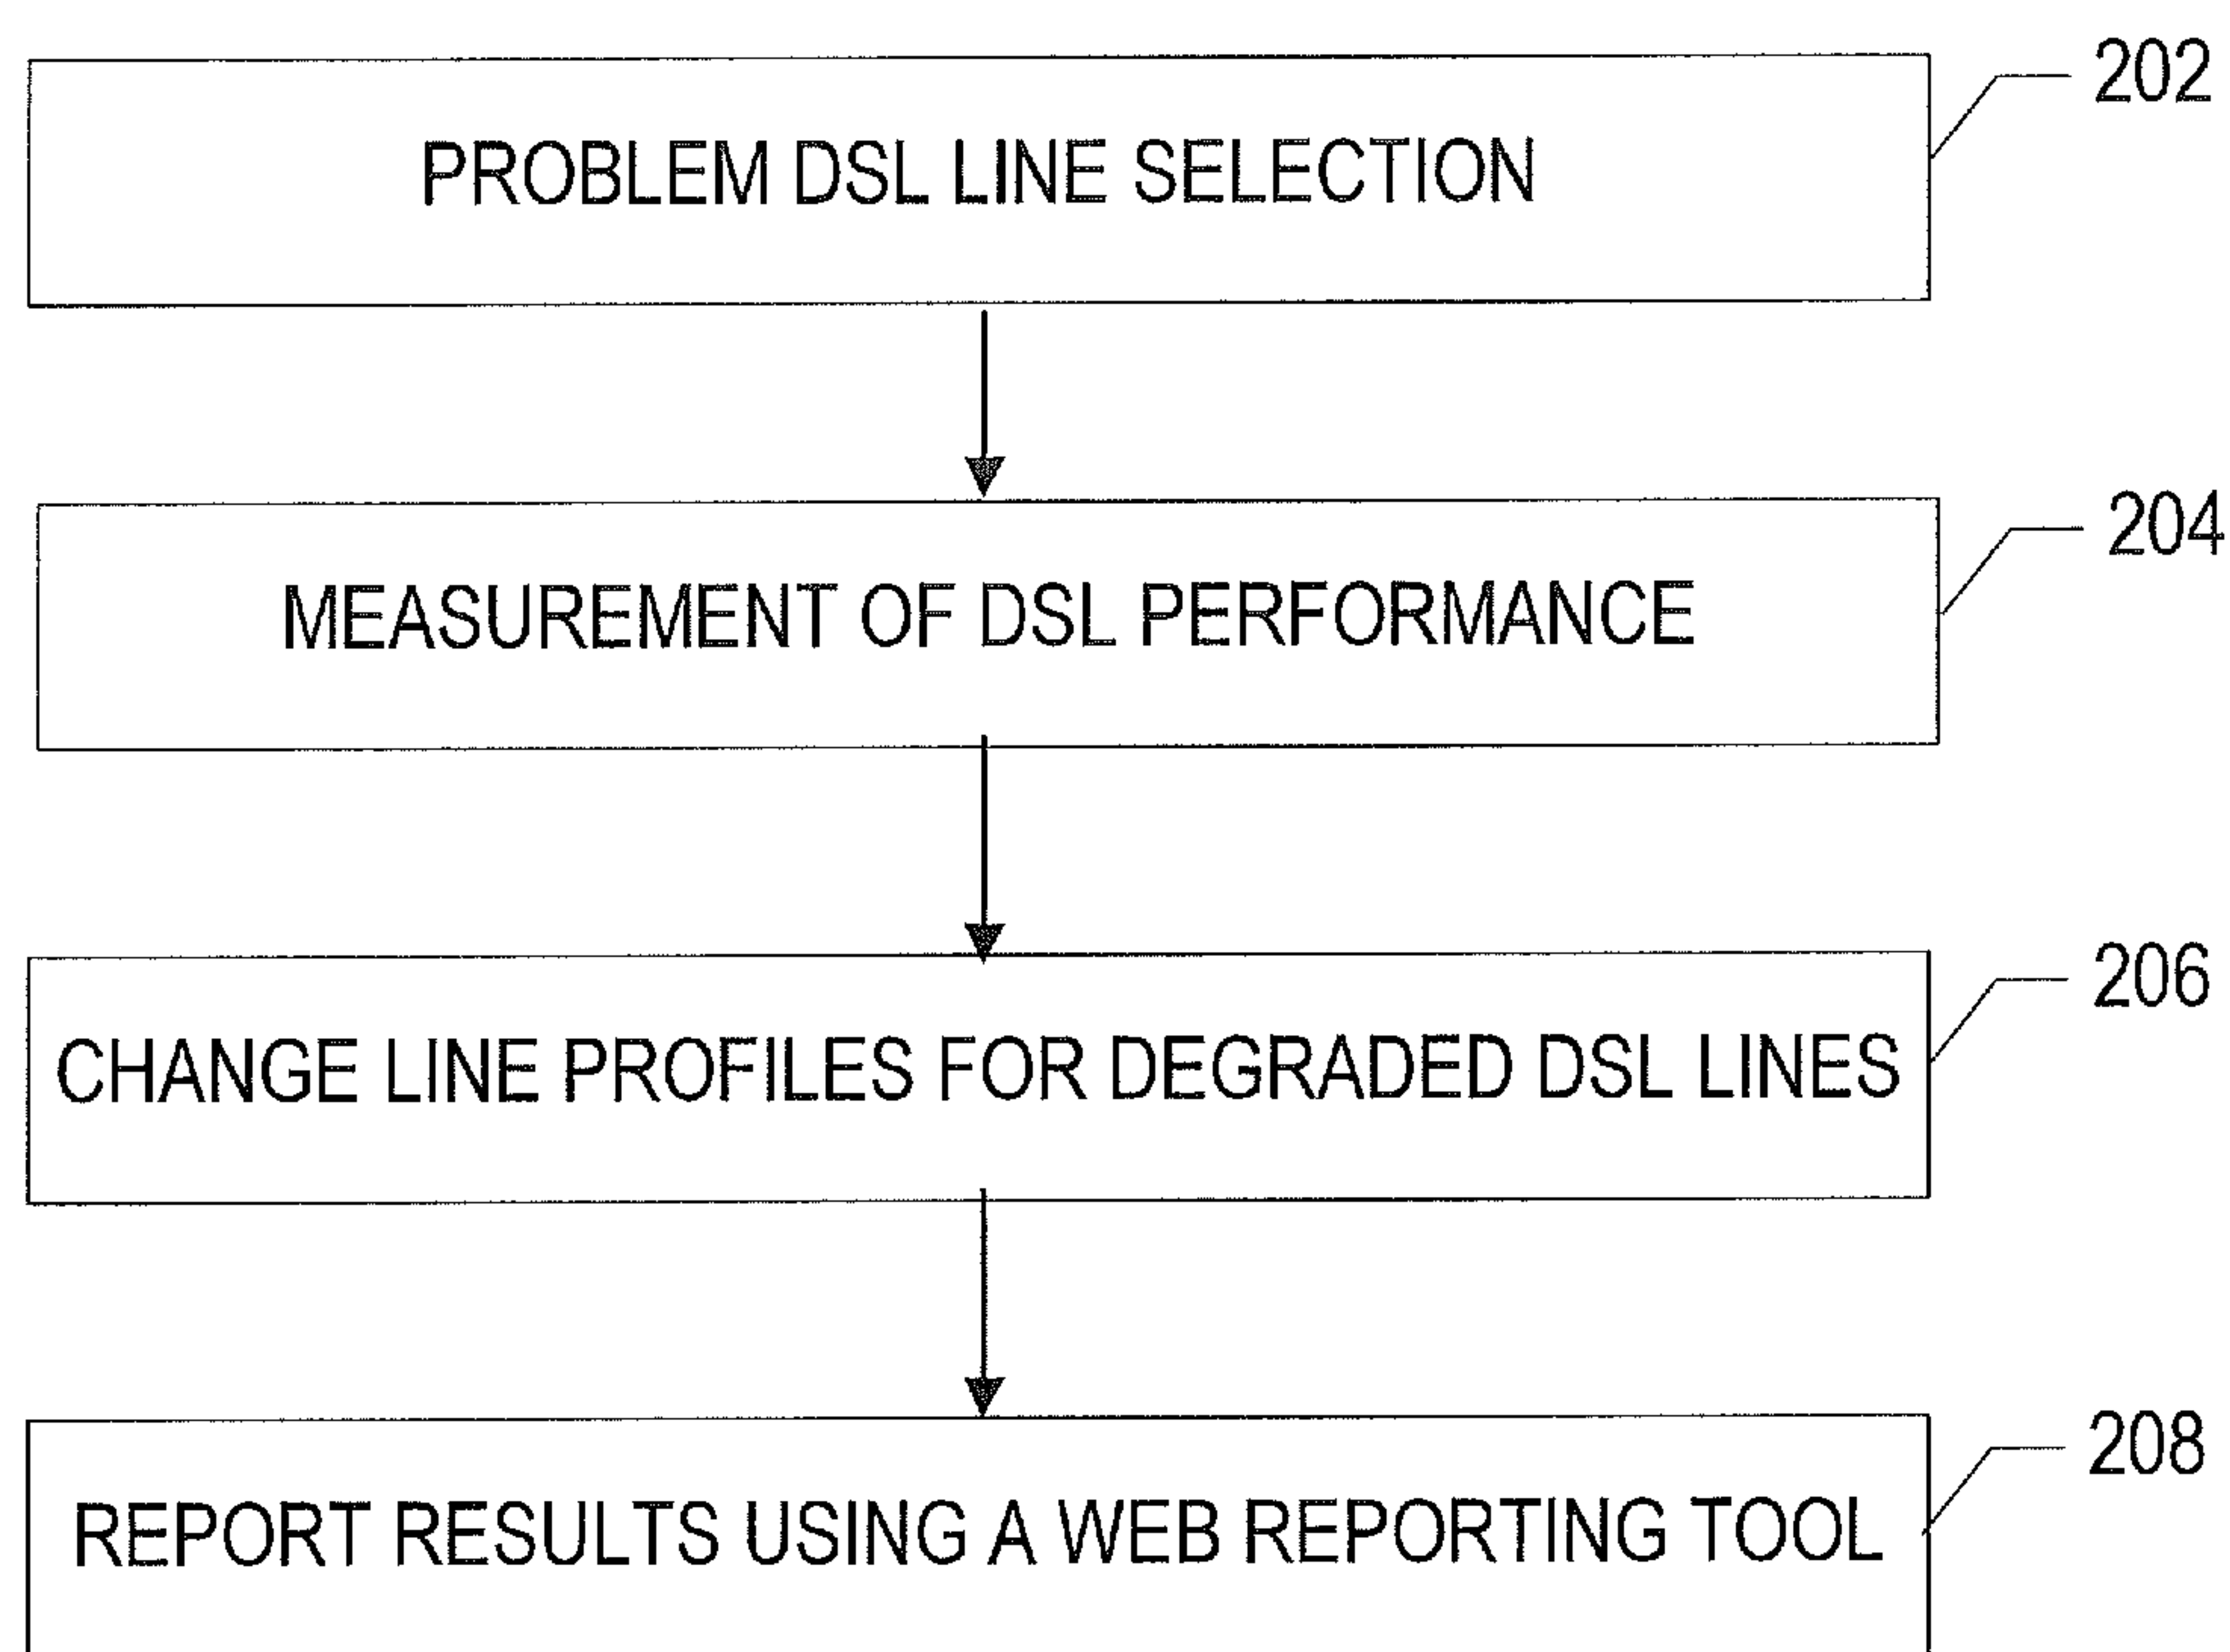 202
PROBLEM DSL LINE SELECTION
204
MEASUREMENT OF DSL PERFORMANCE
206
CHANGE LINE PROFILES FOR DEGRADED DSL LINES
208
REPORT RESULTS USING A WEB REPORTING TOOL